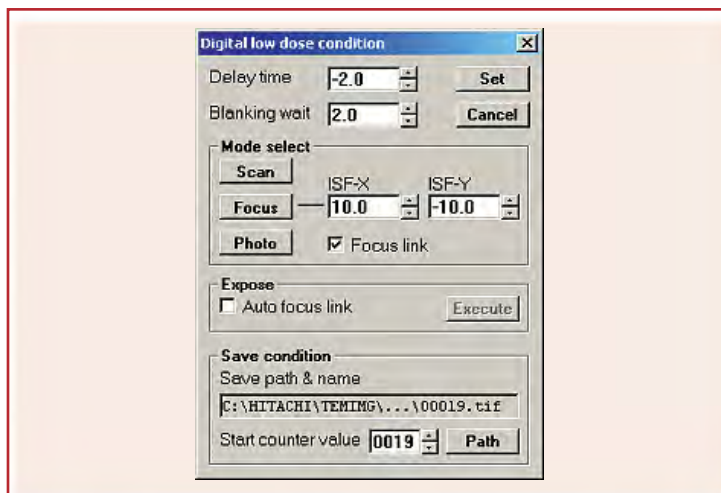 Digital low dose condition
Delay time -2.0 Set
Blanking wait 2.0 Cancel
Mode select
Scan
ISF-X ISF-Y
Focus 10.0 -10.0
Photo Focus link
Expose
Auto focus link Execute
Save condition
Save path & name
C:\HITACHI\TEMIMG\...\00019.tif
Start counter value 0019 Path